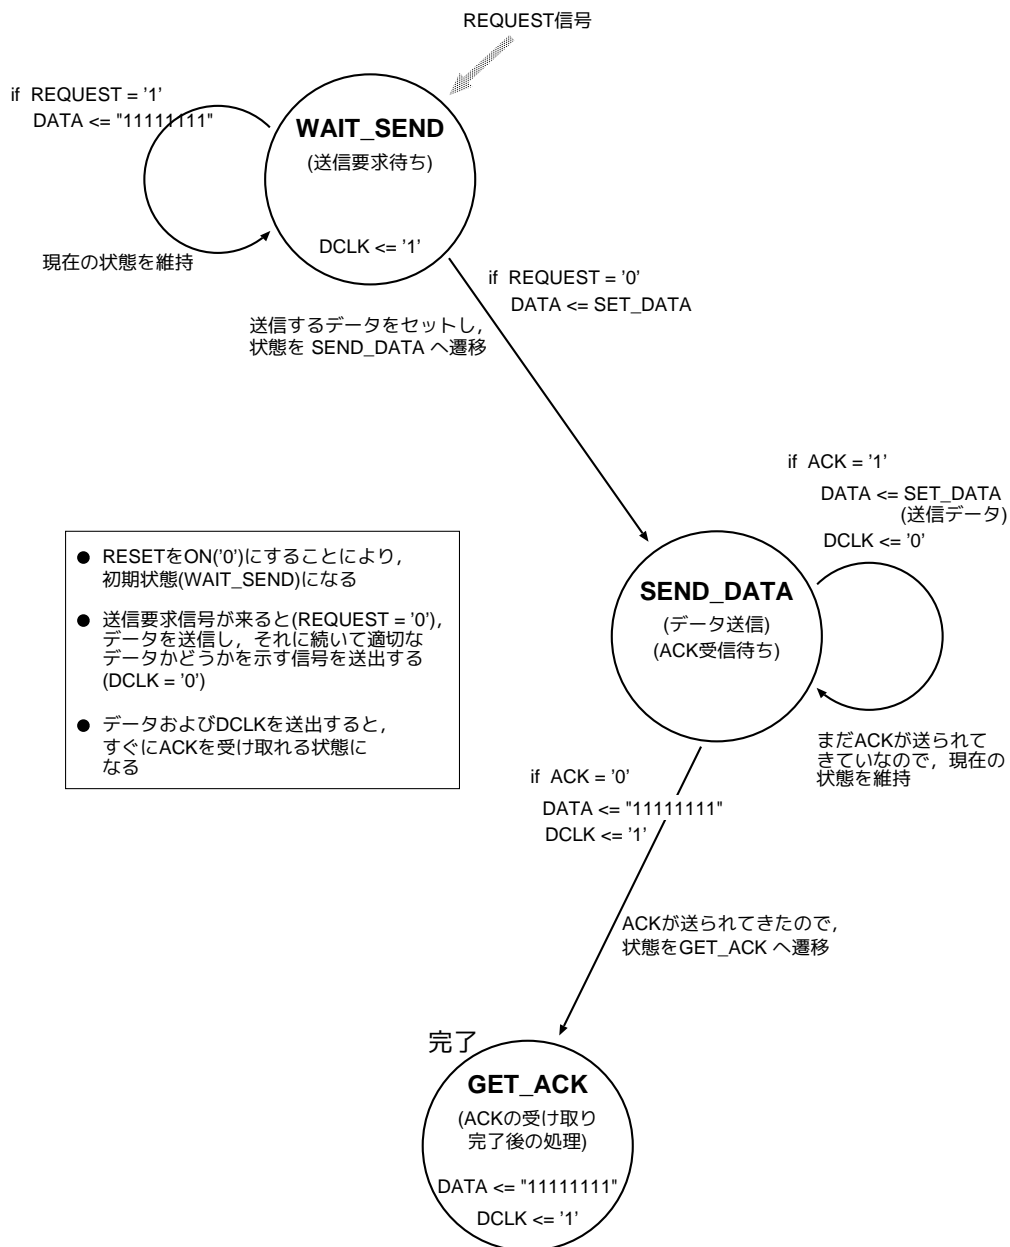 REQUEST信号
if REQUEST = '1'
DATA <= "11111111"
現在の状態を維持
WAIT_SEND
(送信要求待ち)
DCLK <= '1'
if REQUEST = '0'
DATA <= SET_DATA
送信するデータをセットし,
状態を SEND_DATA へ遷移
if ACK = '1'
DATA <= SET_DATA
(送信データ)
DCLK <= '0'
● RESETをON('0')にすることにより,
初期状態(WAIT_SEND)になる
● 送信要求信号が来ると(REQUEST = '0'),
データを送信し, それに続いて適切な
データかどうかを示す信号を送出する
(DCLK = '0')
● データおよびDCLKを送出すると,
すぐにACKを受け取れる状態に
なる
SEND_DATA
(データ送信)
(ACK受信待ち)
まだACKが送られて
きていなので, 現在の
状態を維持
if ACK = '0'
DATA <= "11111111"
DCLK <= '1'
ACKが送られてきたので,
状態をGET_ACK へ遷移
完了
GET_ACK
(ACKの受け取り
完了後の処理)
DATA <= "11111111"
DCLK <= '1'